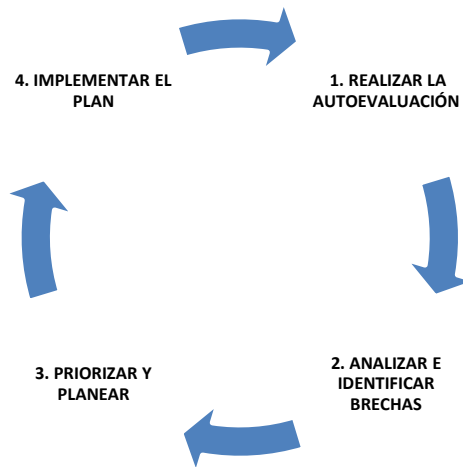 1. REALIZAR LA
AUTOEVALUACIÓN
2. ANALIZAR E
IDENTIFICAR
BRECHAS
3. PRIORIZAR Y
PLANEAR
4. IMPLEMENTAR EL
PLAN